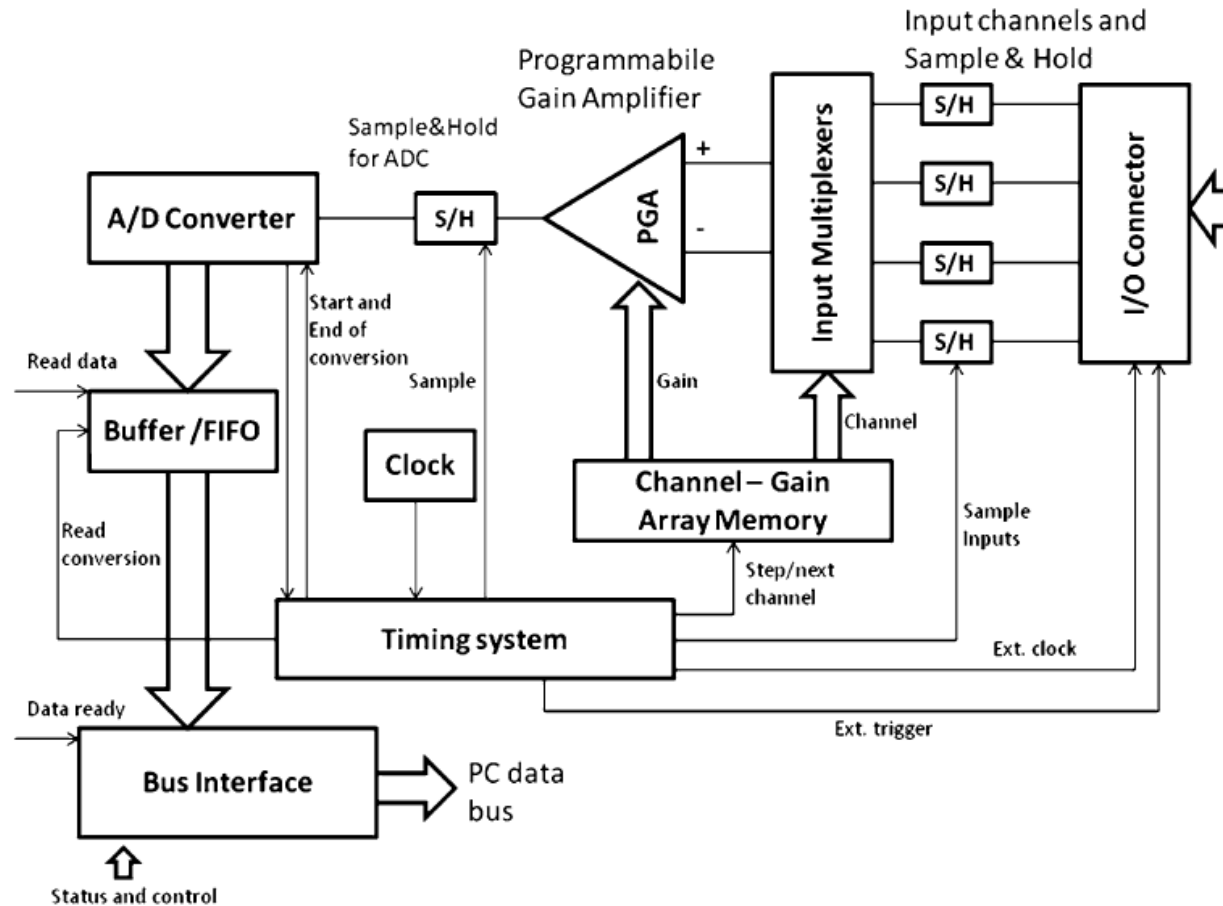 Input channels and
Sample & Hold
Programmabile
Gain Amplifier
Sample&Hold
for ADC
S/H
S/H
S/H
S/H
I/O Connector
Input Multiplexers
+
-
PGA
S/H
A/D Converter
Start and
End of
conversion
Sample
Gain
Channel
Read data
Buffer /FIFO
Clock
Channel – Gain
Array Memory
Read
conversion
Step/next
channel
Sample
Inputs
Timing system
Ext. clock
Ext. trigger
Data ready
Bus Interface
PC data
bus
Status and control